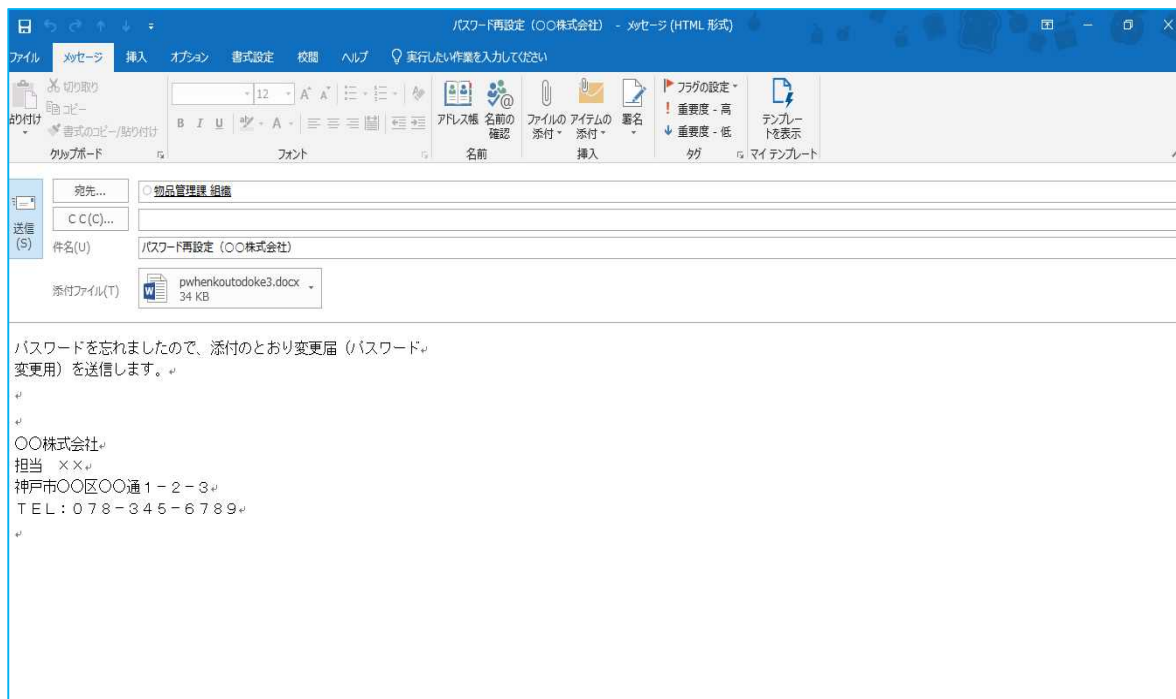 パスワード再設定（〇〇株式会社） - メッセージ (HTML 形式)
ファイル メッセージ 挿入 オプション 書式設定 校閲 ヘルプ 実行したい作業を入力してください
切り取り
コピー
書式のコピー/貼り付け
貼り付け
クリップボード
12
B I U
フォント
アドレス帳 名前の確認
名前
ファイルの添付 アイテムの添付 署名
挿入
フラグの設定
重要度 - 高
重要度 - 低
タグ
テンプレートを表示
マイ テンプレート
送信
(S)
宛先... 物品管理課 組織
C C(C)...
件名(U) パスワード再設定（〇〇株式会社）
添付ファイル(T) pwhenkoutodoke3.docx
34 KB
パスワードを忘れましたので、添付のとおり変更届（パスワード
変更用）を送信します。
〇〇株式会社
担当　××
神戸市〇〇区〇〇通１－２－３
ＴＥＬ：０７８－３４５－６７８９